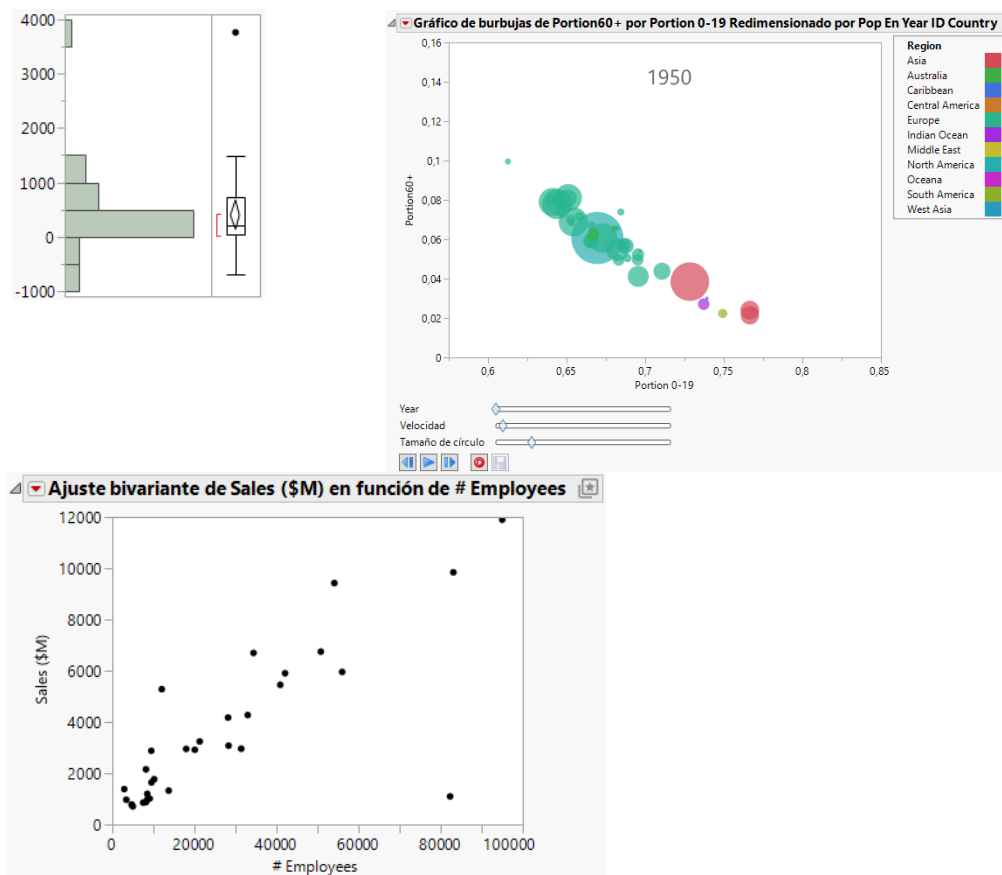 4000
3000
2000
1000
0
-1000
Gráfico de burbujas de Portion60+ por Portion 0-19 Redimensionado por Pop En Year ID Country
0,16
0,14
0,12
0,1
0,08
0,06
0,04
0,02
0
Portion60+
1950
0,6 0,65 0,7 0,75 0,8 0,85
Portion 0-19
Region
Asia
Australia
Caribbean
Central America
Europe
Indian Ocean
Middle East
North America
Oceana
South America
West Asia
Year
Velocidad
Tamaño de círculo
Ajuste bivariante de Sales ($M) en función de # Employees
12000
10000
8000
6000
4000
2000
0
Sales ($M)
0 20000 40000 60000 80000 100000
# Employees